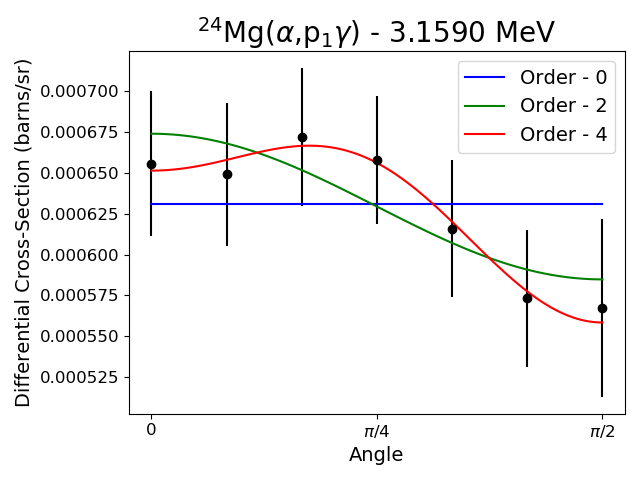 ²⁴Mg(α,p₁γ) - 3.1590 MeV
Order - 0
Order - 2
Order - 4
Differential Cross-Section (barns/sr)
0.000700
0.000675
0.000650
0.000625
0.000600
0.000575
0.000550
0.000525
0 π/4 π/2
Angle